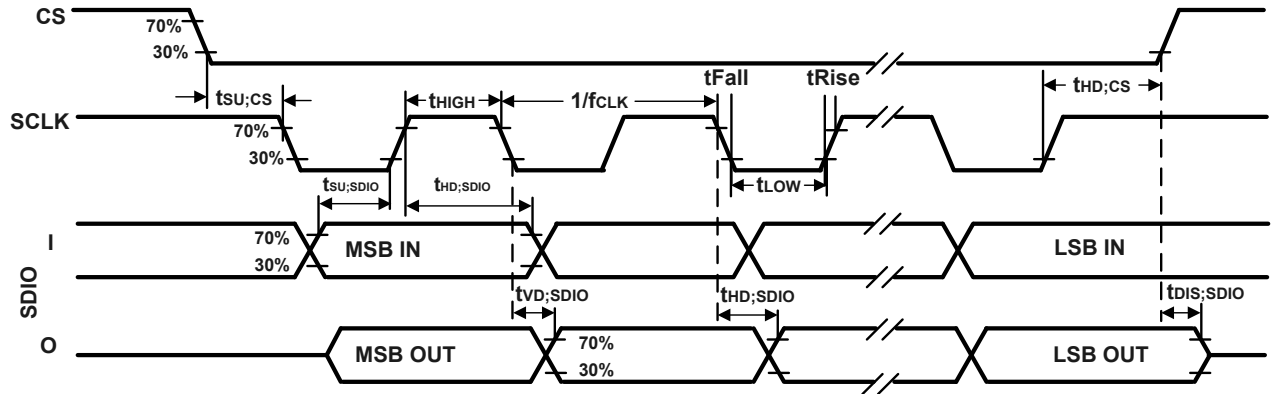 CS
70%
30%
tFall
tRise
tSU;CS
tHIGH
1/fCLK
tHD;CS
SCLK
70%
30%
tSU;SDIO
tHD;SDIO
tLOW
I
70%
30%
MSB IN
LSB IN
SDIO
tVD;SDIO
tHD;SDIO
tDIS;SDIO
O
MSB OUT
70%
30%
LSB OUT